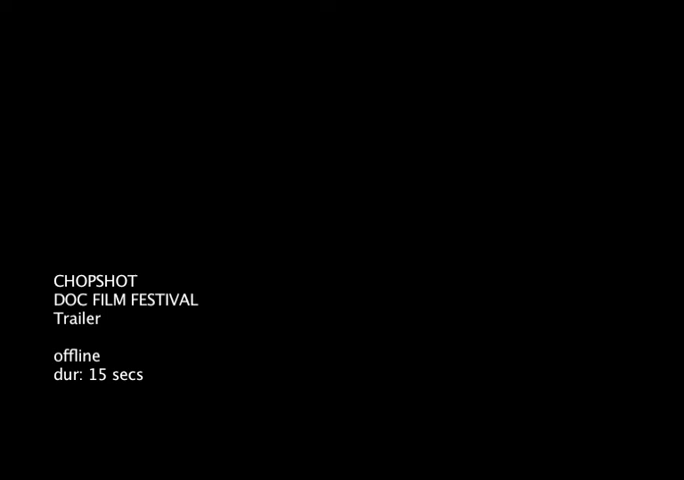 CHOPSHOT
DOC FILM FESTIVAL
Trailer
offline
dur: 15 secs